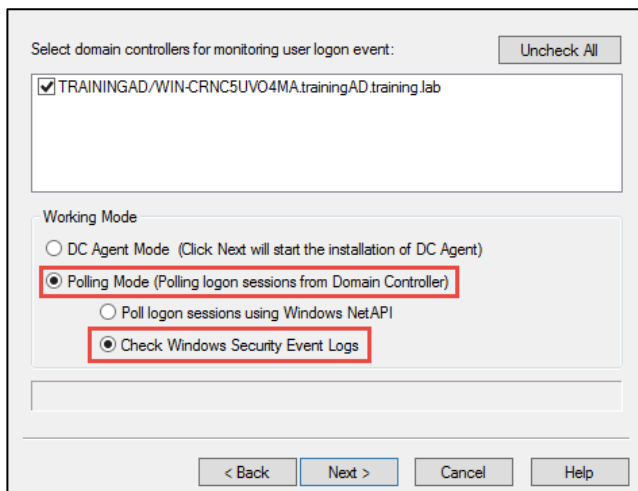 Select domain controllers for monitoring user logon event:
Uncheck All
TRAININGAD/WIN-CRNC5UVO4MA.trainingAD.training.lab
Working Mode
DC Agent Mode (Click Next will start the installation of DC Agent)
Polling Mode (Polling logon sessions from Domain Controller)
Poll logon sessions using Windows NetAPI
Check Windows Security Event Logs
< Back Next > Cancel Help